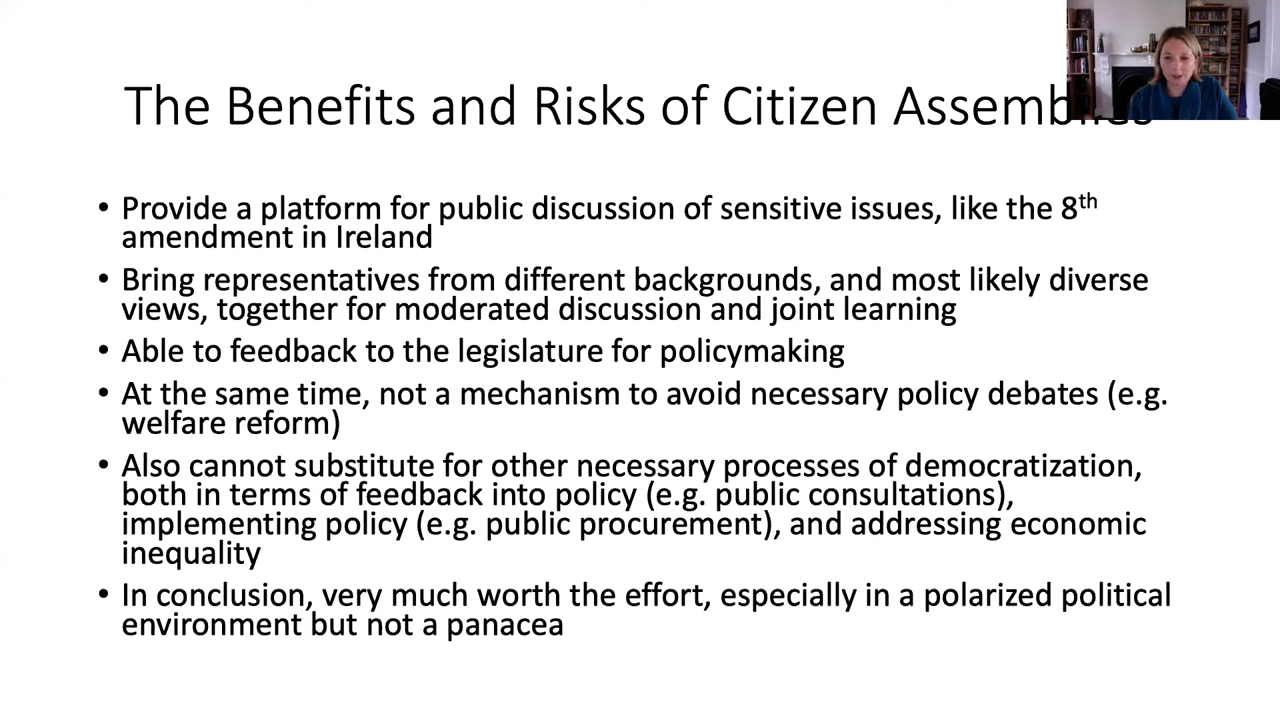 The Benefits and Risks of Citizen Assemblies
• Provide a platform for public discussion of sensitive issues, like the 8th
amendment in Ireland
• Bring representatives from different backgrounds, and most likely diverse
views, together for moderated discussion and joint learning
• Able to feedback to the legislature for policymaking
• At the same time, not a mechanism to avoid necessary policy debates (e.g.
welfare reform)
• Also cannot substitute for other necessary processes of democratization,
both in terms of feedback into policy (e.g. public consultations),
implementing policy (e.g. public procurement), and addressing economic
inequality
• In conclusion, very much worth the effort, especially in a polarized political
environment but not a panacea